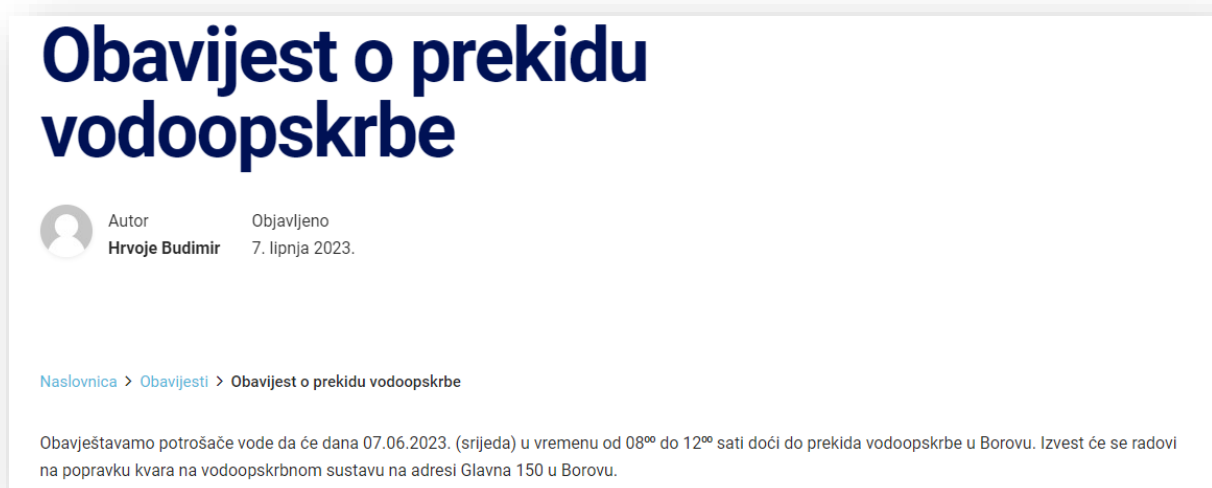 Obavijest o prekidu
vodoopskrbe
Autor
Hrvoje Budimir
Objavljeno
7. lipnja 2023.
Naslovnica > Obavijesti > Obavijest o prekidu vodoopskrbe
Obavještavamo potrošače vode da će dana 07.06.2023. (srijeda) u vremenu od 08⁰⁰ do 12⁰⁰ sati doći do prekida vodoopskrbe u Borovu. Izvest će se radovi
na popravku kvara na vodoopskrbnom sustavu na adresi Glavna 150 u Borovu.